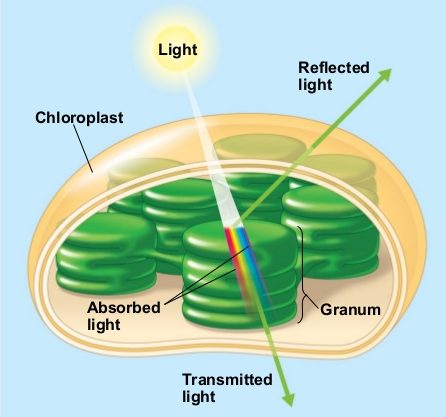 Light
Reflected
light
Chloroplast
Absorbed
light
Granum
Transmitted
light